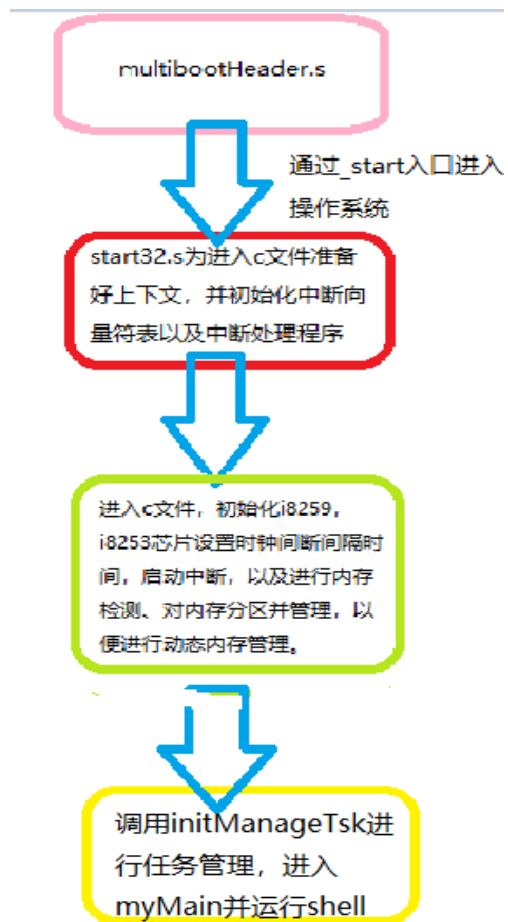 multibootHeader.s
通过_start入口进入
操作系统
start32.s为进入c文件准备
好上下文，并初始化中断向
量符表以及中断处理程序
进入c文件，初始化i8259，
i8253芯片设置时钟间断间隔时
间，启动中断，以及进行内存
检测、对内存分区并管理，以
便进行动态内存管理。
调用initManageTsk进
行任务管理，进入
myMain并运行shell